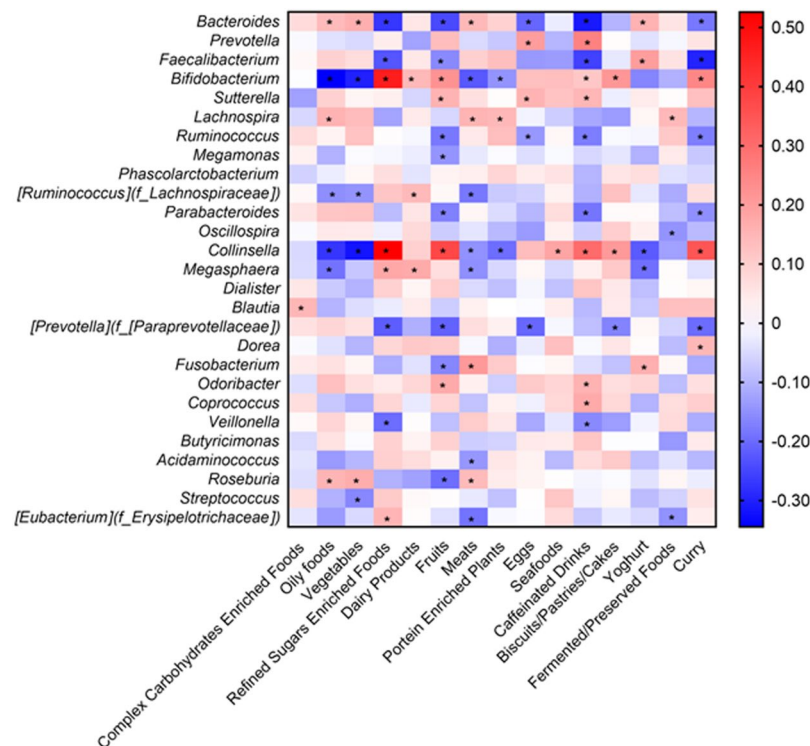 Bacteroides
Prevotella
Faecalibacterium
Bifidobacterium
Sutterella
Lachnospira
Ruminococcus
Megamonas
Phascolarctobacterium
[Ruminococcus](f_Lachnospiraceae])
Parabacteroides
Oscillospira
Collinsella
Megasphaera
Dialister
Blautia
[Prevotella](f_[Paraprevotellaceae])
Dorea
Fusobacterium
Odoribacter
Coprococcus
Veillonella
Butyricimonas
Acidaminococcus
Roseburia
Streptococcus
[Eubacterium](f_Erysipelotrichaceae])
Complex Carbohydrates Enriched Foods
Oily foods
Vegetables
Refined Sugars Enriched Foods
Dairy Products
Fruits
Meats
Portein Enriched Plants
Eggs
Seafoods
Caffeinated Drinks
Biscuits/Pastries/Cakes
Yoghurt
Fermented/Preserved Foods
Curry
0.50
0.40
0.30
0.20
0.10
0
-0.10
-0.20
-0.30